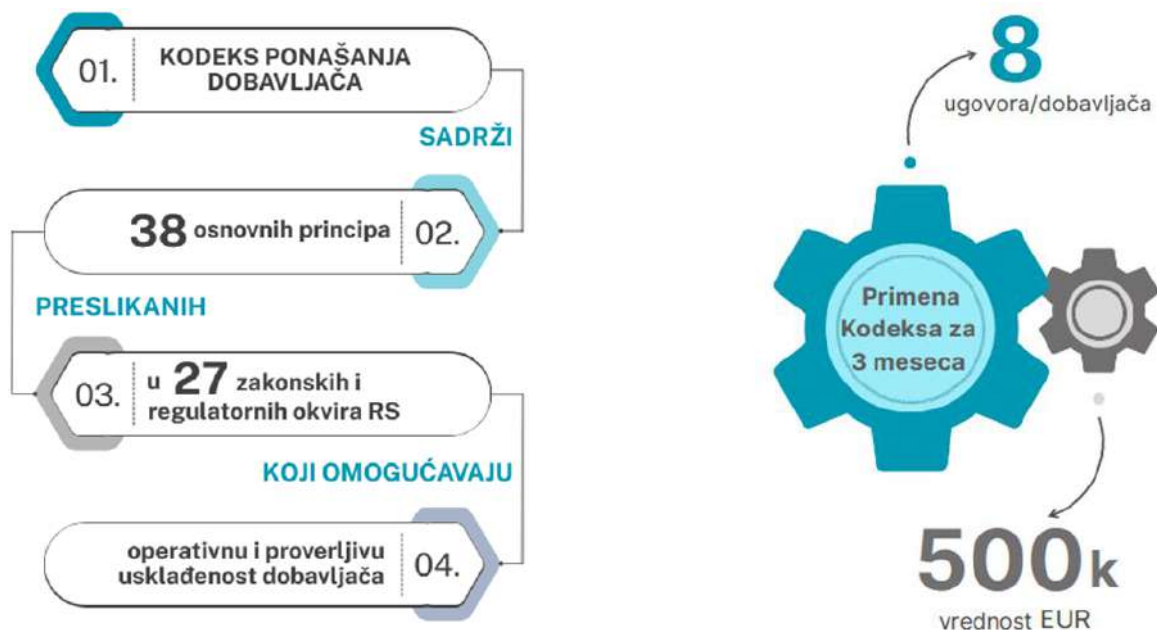 01.
KODEKS PONAŠANJA
DOBAVLJAČA
SADRŽI
38 osnovnih principa
02.
PRESLIKANIH
03.
u 27 zakonskih i
regulatornih okvira RS
KOJI OMOGUĆAVAJU
operativnu i proverljivu
usklađenost dobavljača
04.
8
ugovora/dobavljača
Primena
Kodeksa za
3 meseca
500k
vrednost EUR